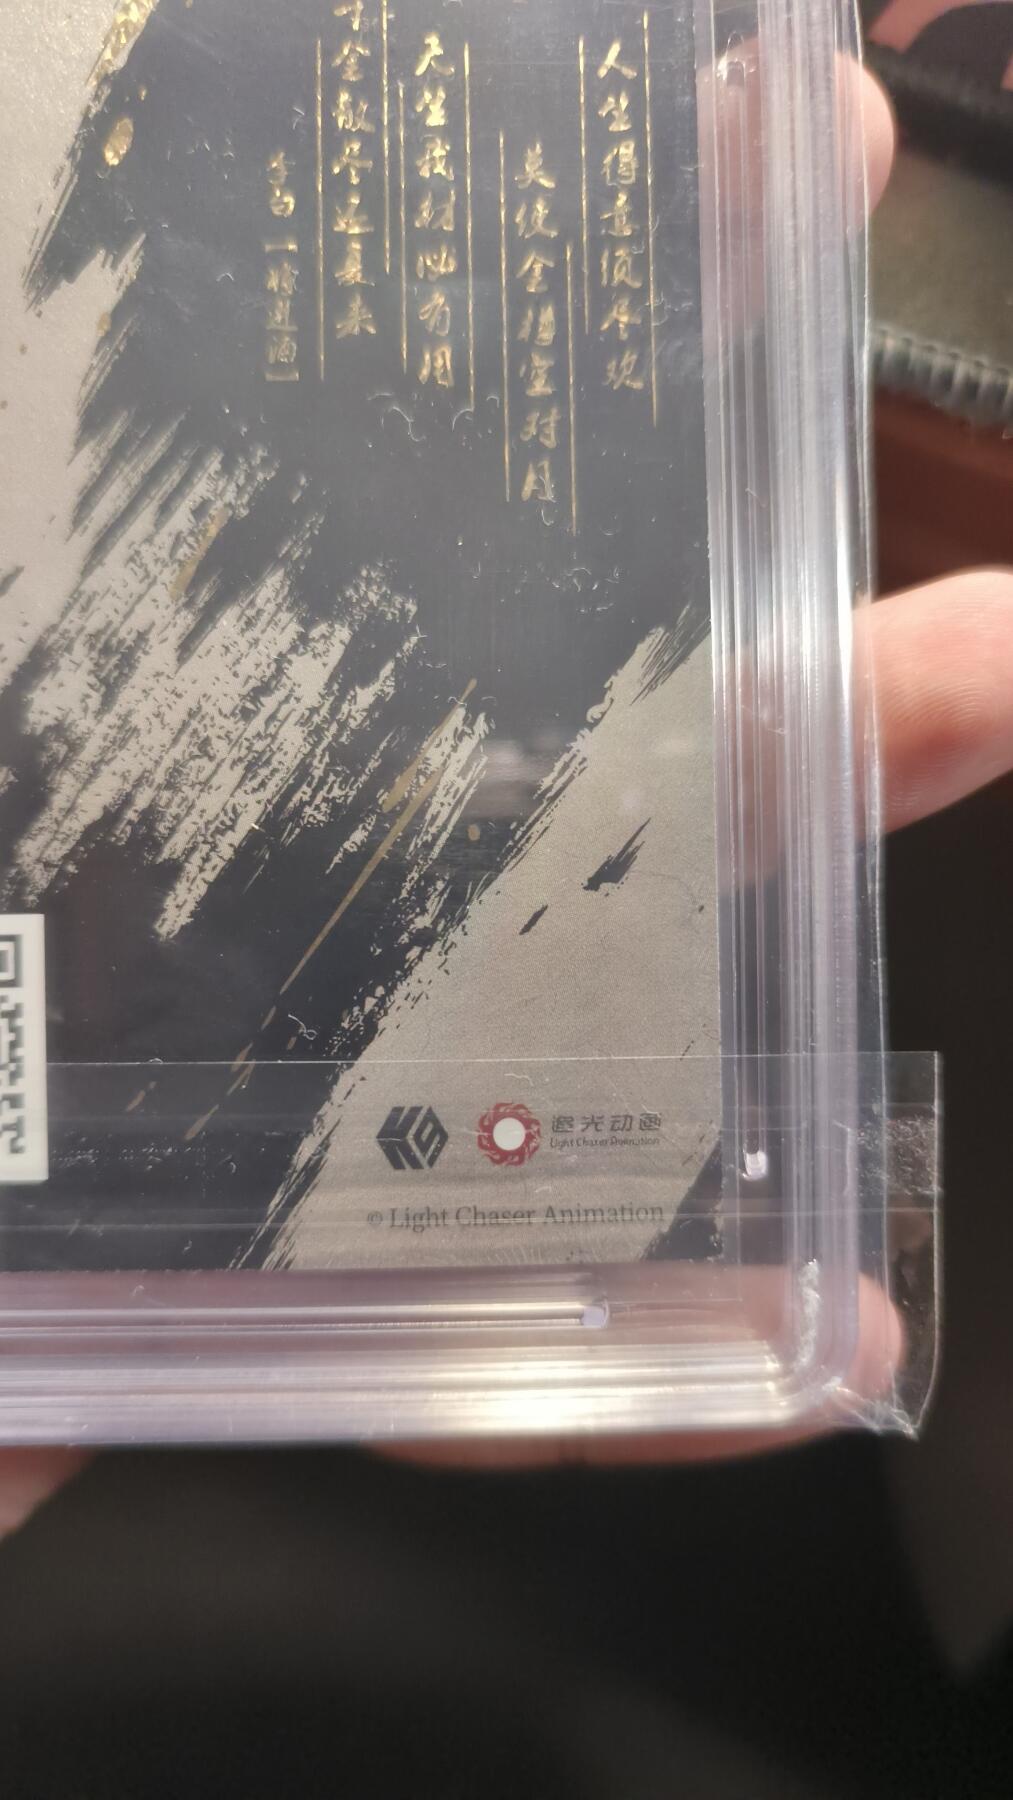 人生得意须尽欢
莫使金樽空对月
天生我材必有用
千金散尽还复来
李白「将进酒」
K9
追光动画
Light Chaser Animation
© Light Chaser Animation